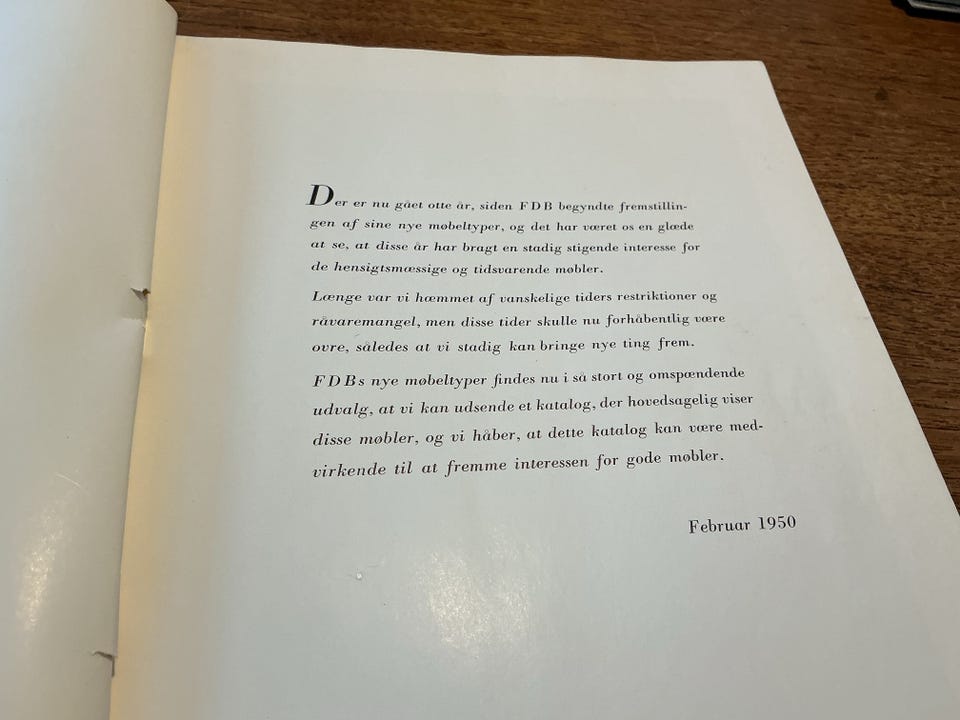 Der er nu gået otte år, siden FDB begyndte fremstillin-
gen af sine nye møbeltyper, og det har været os en glæde
at se, at disse år har bragt en stadig stigende interesse for
de hensigtsmæssige og tidsvarende møbler.
Længe var vi hæmmet af vanskelige tiders restriktioner og
råvaremangel, men disse tider skulle nu forhåbentlig være
ovre, således at vi stadig kan bringe nye ting frem.
FDBs nye møbeltyper findes nu i så stort og omspændende
udvalg, at vi kan udsende et katalog, der hovedsagelig viser
disse møbler, og vi håber, at dette katalog kan være med-
virkende til at fremme interessen for gode møbler.
Februar 1950